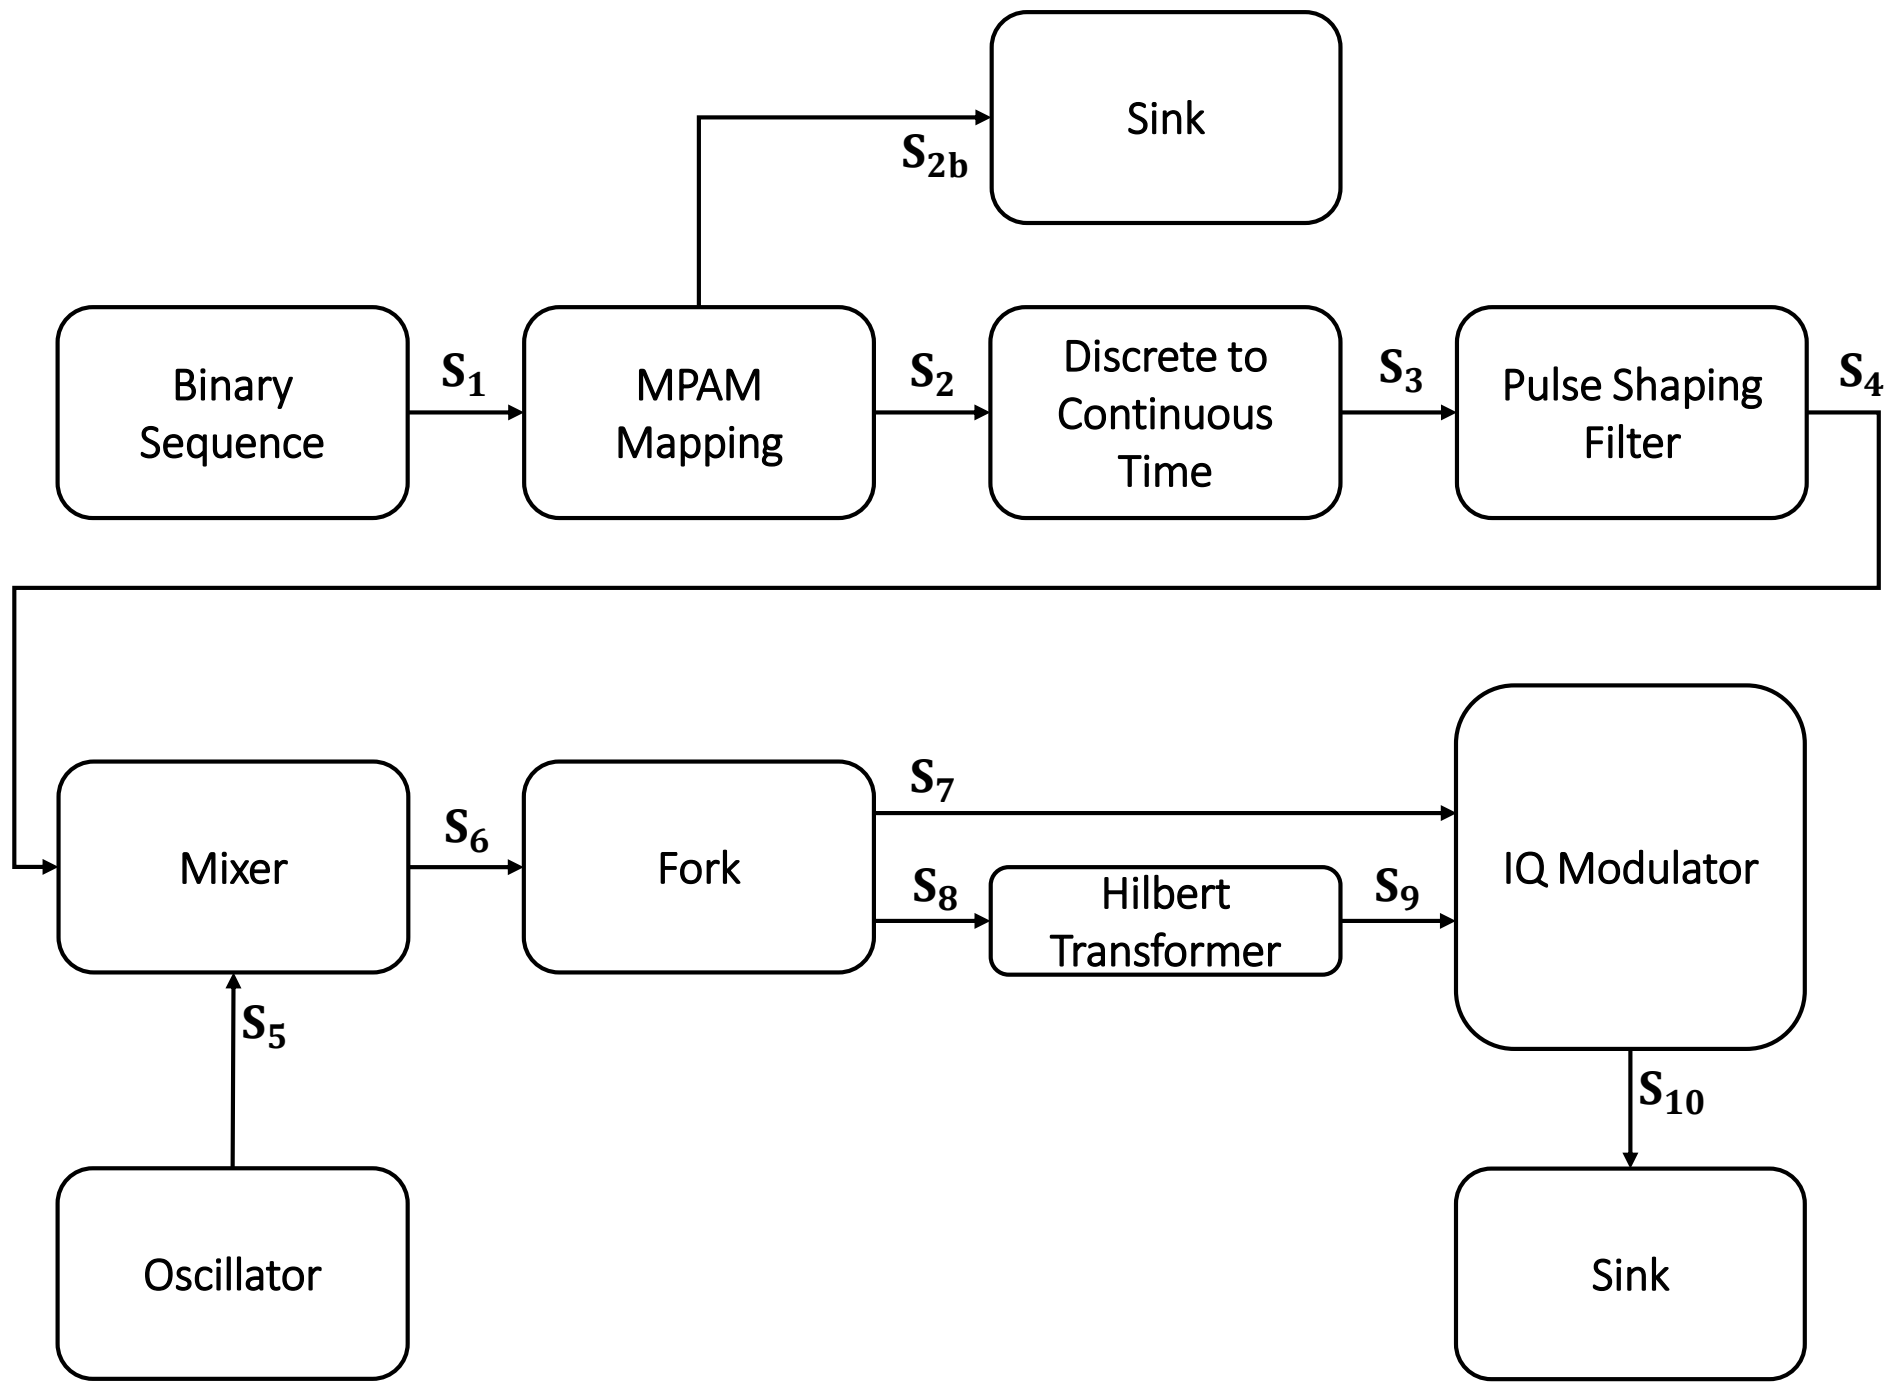 Sink
S2b
Binary
Sequence
S1
MPAM
Mapping
S2
Discrete to
Continuous
Time
S3
Pulse Shaping
Filter
S4
Mixer
S6
Fork
S7
S8
Hilbert
Transformer
S9
IQ Modulator
S5
S10
Oscillator
Sink